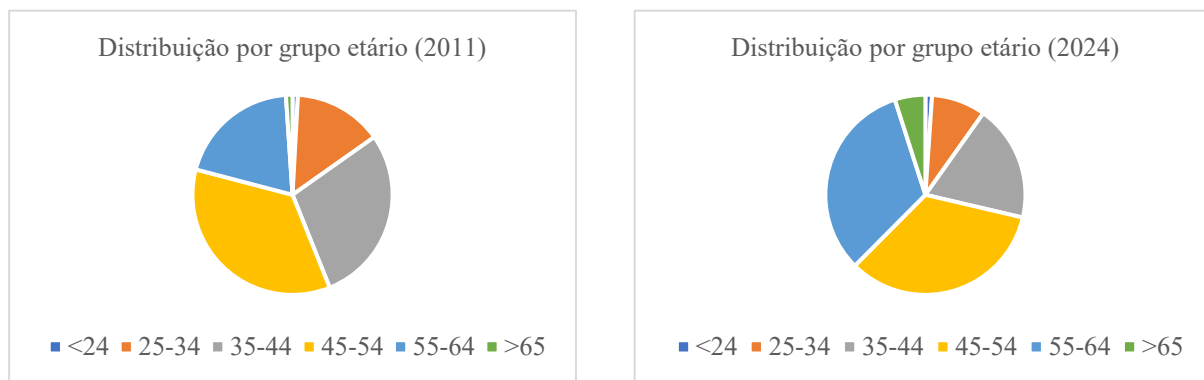 Distribuição por grupo etário (2011)
<24 25-34 35-44 45-54 55-64 >65
Distribuição por grupo etário (2024)
<24 25-34 35-44 45-54 55-64 >65